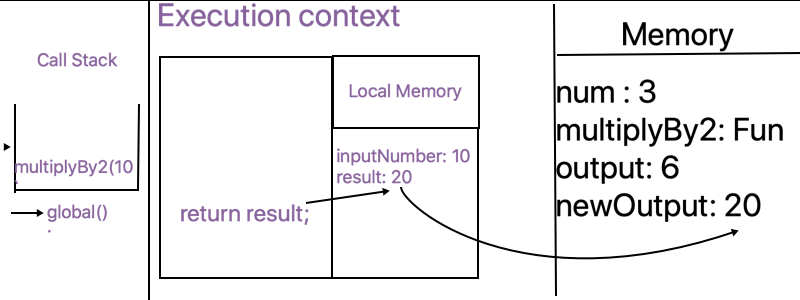 Execution context
Call Stack
multiplyBy2(10
global()
Local Memory
inputNumber: 10
result: 20
return result;
Memory
num : 3
multiplyBy2: Fun
output: 6
newOutput: 20